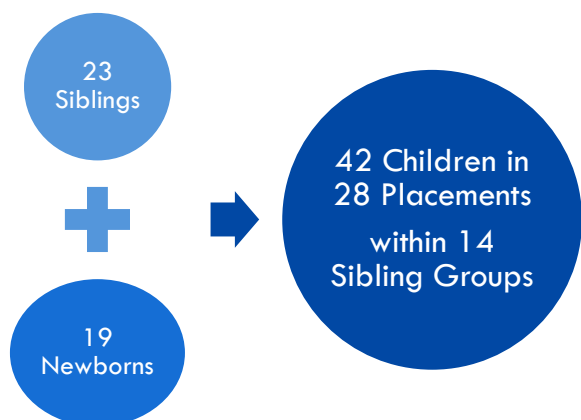 23
Siblings
19
Newborns
42 Children in
28 Placements
within 14
Sibling Groups